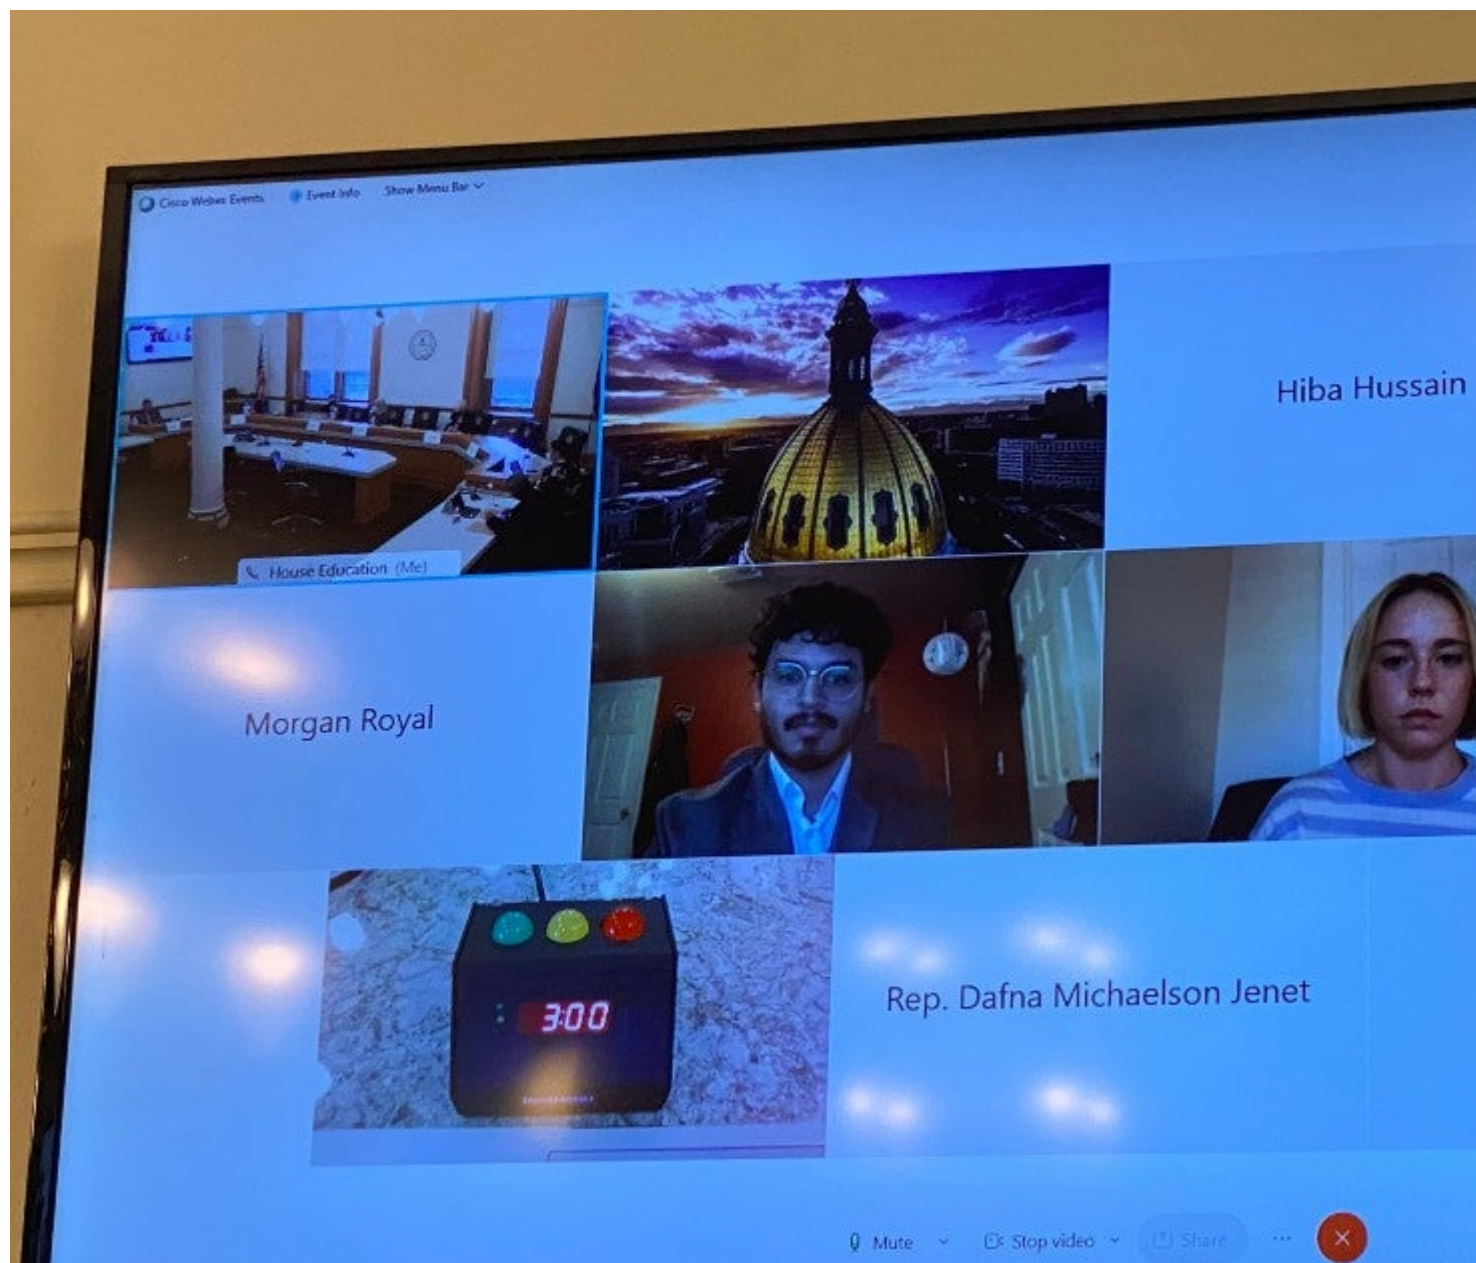 Cisco Webex Events Event Info Show Menu Bar
Hiba Hussain
House Education (Me)
Morgan Royal
3:00
Rep. Dafna Michaelson Jenet
Mute Stop video Share ...